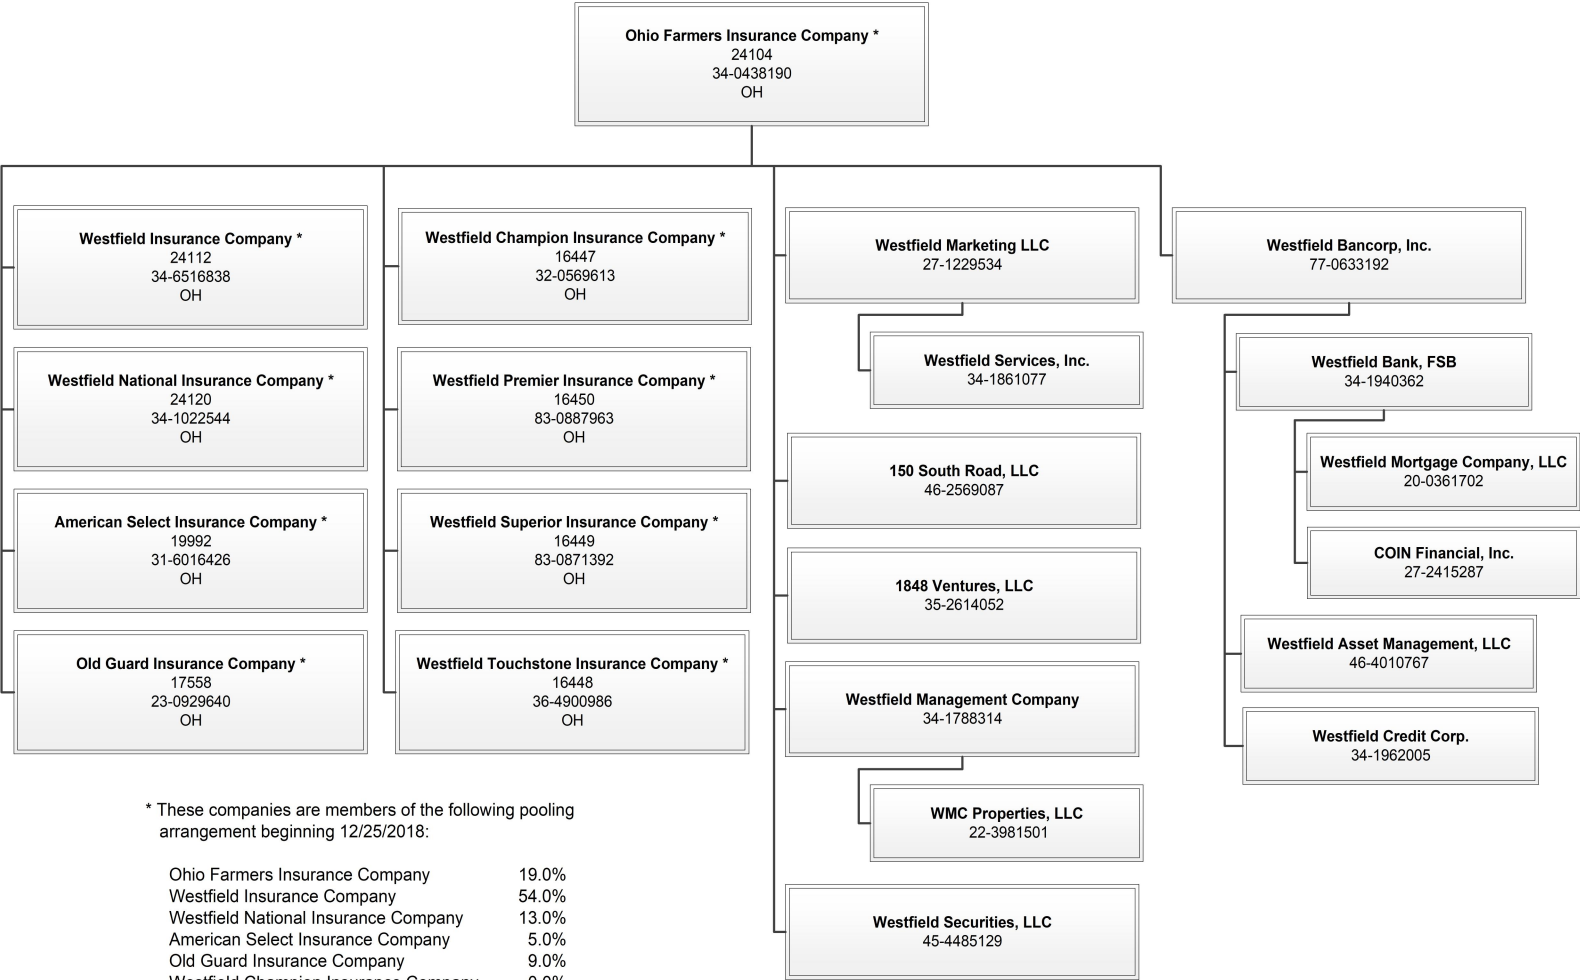 Ohio Farmers Insurance Company *
24104
34-0438190
OH
Westfield Insurance Company *
24112
34-6516838
OH
Westfield National Insurance Company *
24120
34-1022544
OH
American Select Insurance Company *
19992
31-6016426
OH
Old Guard Insurance Company *
17558
23-0929640
OH
Westfield Champion Insurance Company *
16447
32-0569613
OH
Westfield Premier Insurance Company *
16450
83-0887963
OH
Westfield Superior Insurance Company *
16449
83-0871392
OH
Westfield Touchstone Insurance Company *
16448
36-4900986
OH
Westfield Marketing LLC
27-1229534
Westfield Services, Inc.
34-1861077
150 South Road, LLC
46-2569087
1848 Ventures, LLC
35-2614052
Westfield Management Company
34-1788314
WMC Properties, LLC
22-3981501
Westfield Securities, LLC
45-4485129
Westfield Bancorp, Inc.
77-0633192
Westfield Bank, FSB
34-1940362
Westfield Mortgage Company, LLC
20-0361702
COIN Financial, Inc.
27-2415287
Westfield Asset Management, LLC
46-4010767
Westfield Credit Corp.
34-1962005
* These companies are members of the following pooling
arrangement beginning 12/25/2018:
Ohio Farmers Insurance Company 19.0%
Westfield Insurance Company 54.0%
Westfield National Insurance Company 13.0%
American Select Insurance Company 5.0%
Old Guard Insurance Company 9.0%
Westfield Champion Insurance Company 0.0%